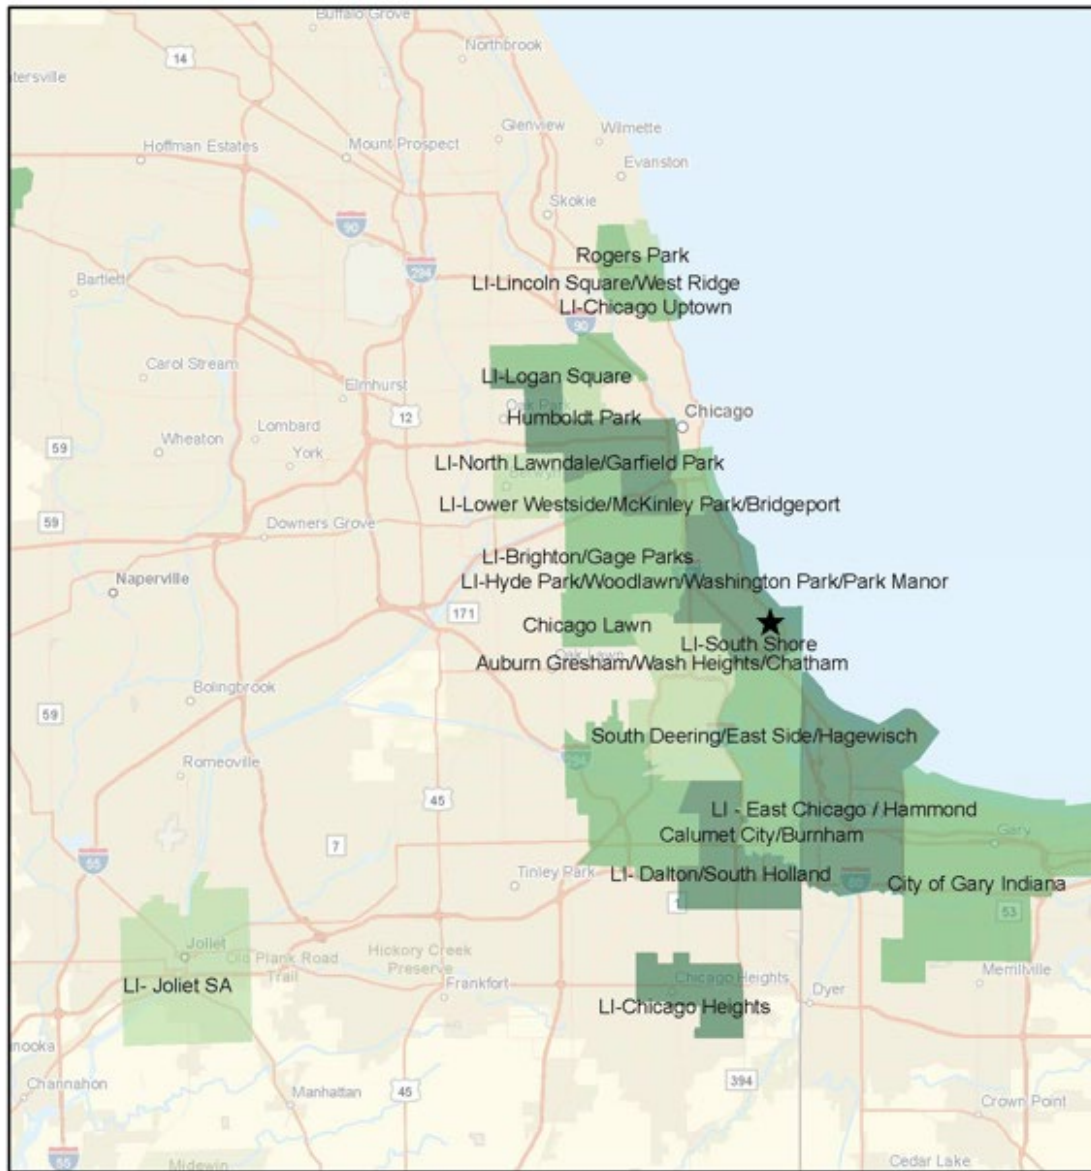 Buffalo Grove
Northbrook
14
tersville
Glenview
Wilmette
Hoffman Estates
Mount Prospect
Evanston
Skokie
90
Rogers Park
294
Bartlett
LI-Lincoln Square/West Ridge
LI-Chicago Uptown
90
Carol Stream
LI-Logan Square
Elmhurst
Oak Park
12
Humboldt Park
Chicago
Lombard
59
Wheaton
York
LI-North Lawndale/Garfield Park
Berwyn
LI-Lower Westside/McKinley Park/Bridgeport
59
Downers Grove
LI-Brighton/Gage Parks
Naperville
LI-Hyde Park/Woodlawn/Washington Park/Park Manor
171
Chicago Lawn
LI-South Shore
Oak Lawn
Auburn Gresham/Wash Heights/Chatham
Bolingbrook
59
South Deering/East Side/Hagewisch
294
Romeoville
45
LI - East Chicago / Hammond
Calumet City/Burnham
Gary
7
55
LI- Dalton/South Holland
Tinley Park
City of Gary Indiana
1
53
Joliet
Old Plank Road
Trail
Hickory Creek
Preserve
LI- Joliet SA
Frankfort
Chicago Heights
Merrillville
Dyer
LI-Chicago Heights
nooka
Channahon
Manhattan
45
394
Crown Point
55
Midewin
Cedar Lake